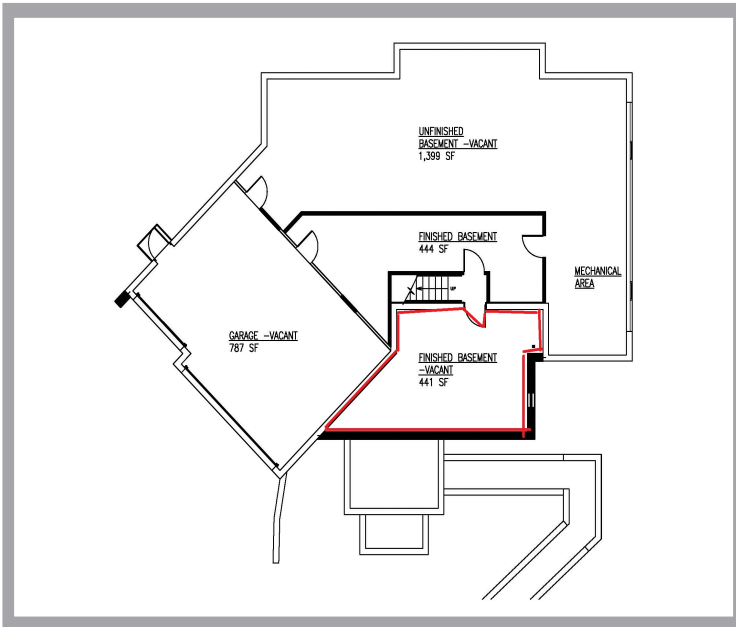 UNFINISHED
BASEMENT -VACANT
1,399 SF
FINISHED BASEMENT
444 SF
MECHANICAL
AREA
UP
GARAGE -VACANT
787 SF
FINISHED BASEMENT
-VACANT
441 SF